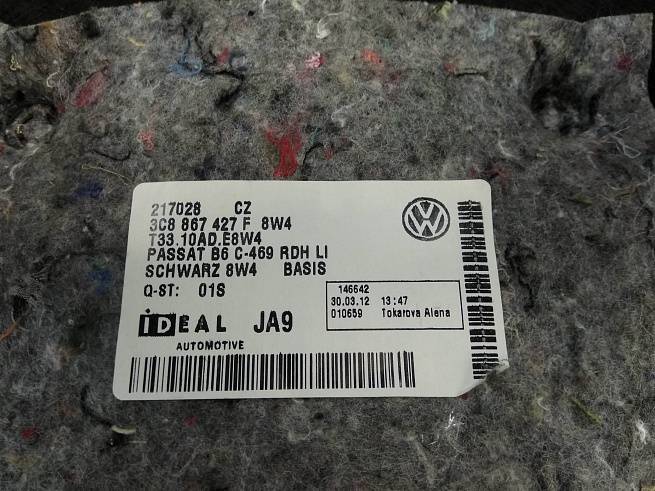 217028 CZ
3C8 867 427 F 8W4
T33.10AD.E8W4
PASSAT B6 C-469 RDH LI
SCHWARZ 8W4 BASIS
Q-ST: 01S
146642
30.03.12 13:47
010659 Tokarova Alena
IDEAL JA9
AUTOMOTIVE
VW